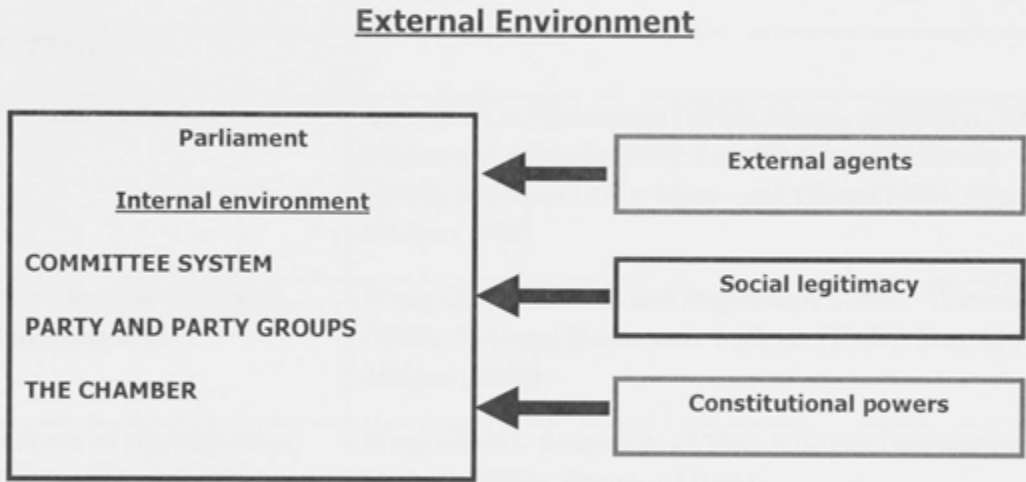 External Environment
Parliament
Internal environment
COMMITTEE SYSTEM
PARTY AND PARTY GROUPS
THE CHAMBER
External agents
Social legitimacy
Constitutional powers